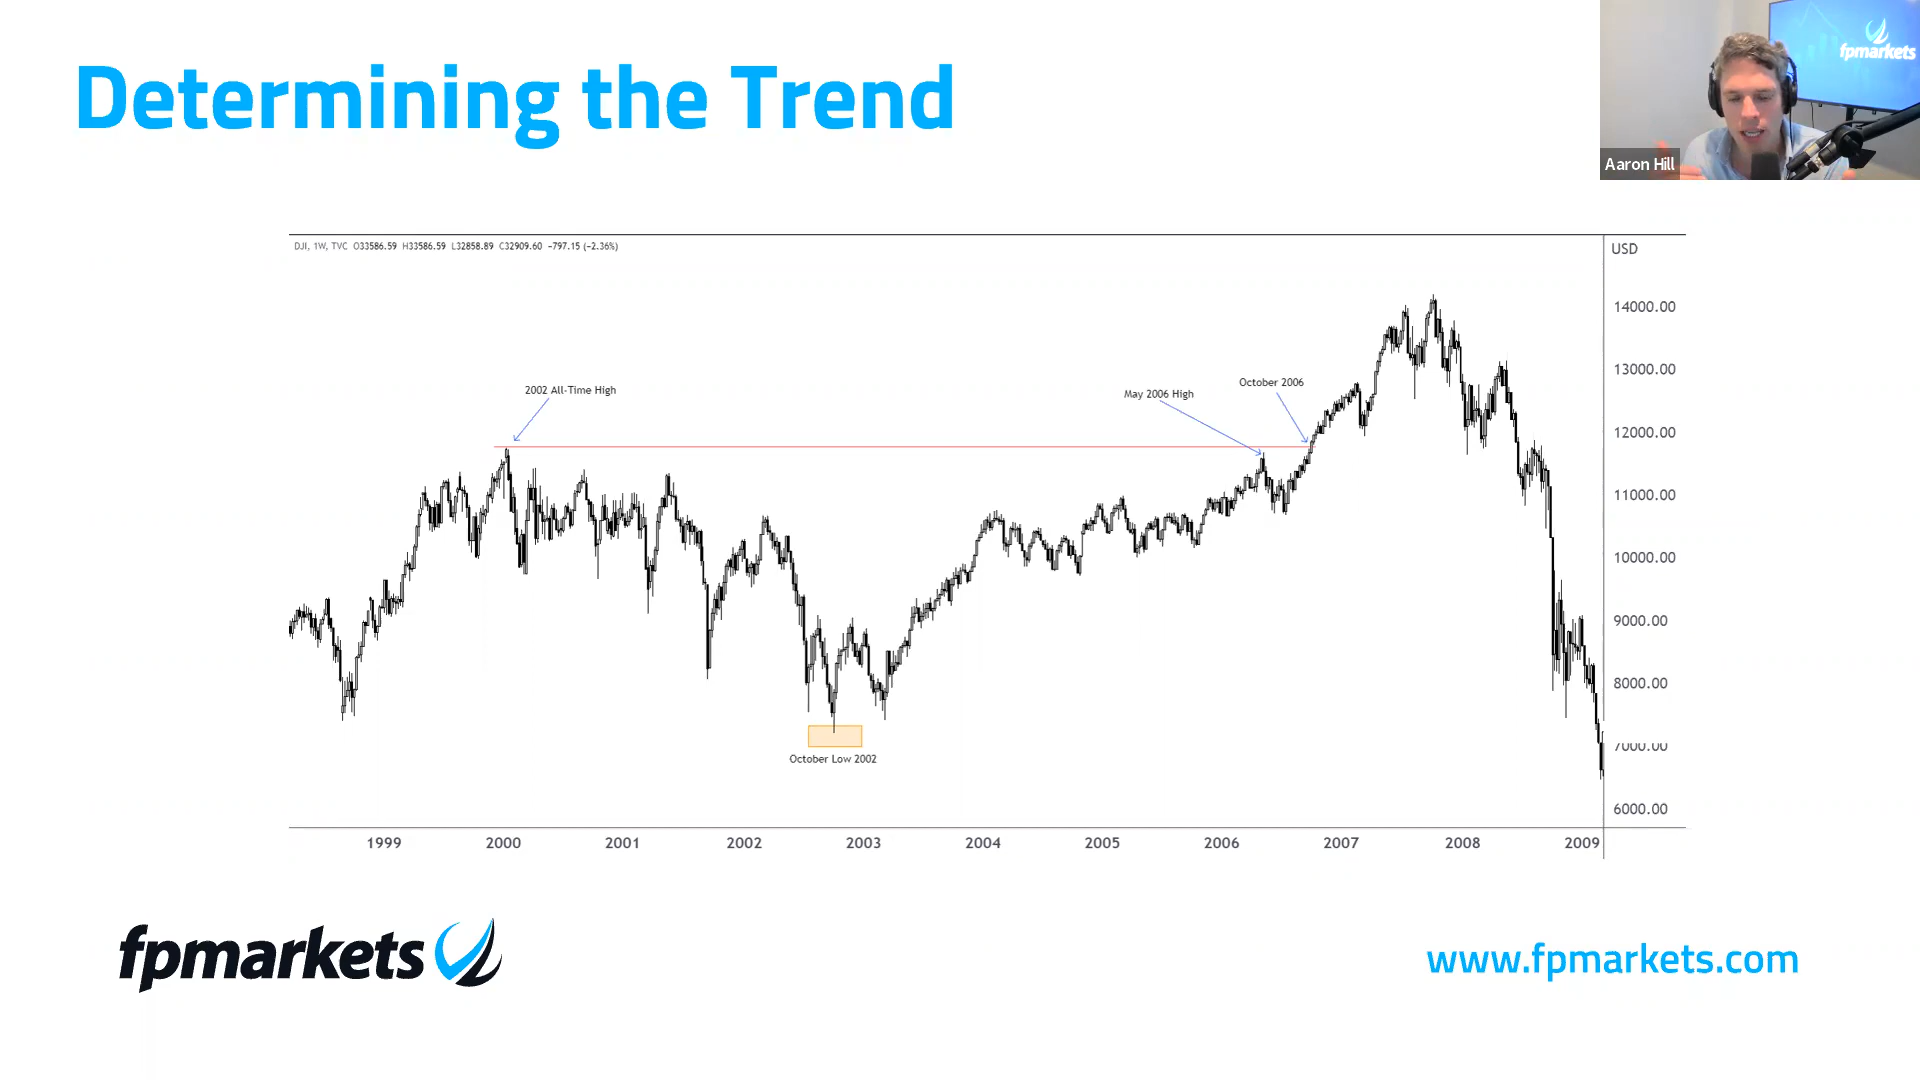 Determining the Trend
fpmarkets
Aaron Hill
DJI, 1W, TVC O33586.59 H33586.59 L32858.89 C32909.60 −797.15 (−2.36%)
USD
14000.00
13000.00
12000.00
11000.00
10000.00
9000.00
8000.00
7000.00
6000.00
2002 All-Time High
May 2006 High
October 2006
October Low 2002
1999 2000 2001 2002 2003 2004 2005 2006 2007 2008 2009
fpmarkets
www.fpmarkets.com